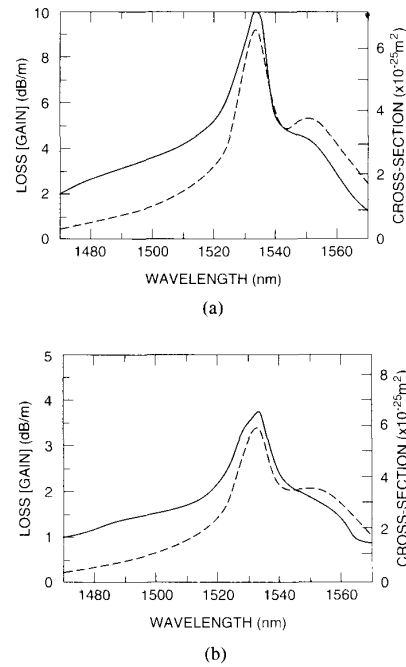 10
8
6
4
2
0
LOSS [GAIN] (dB/m)
6
4
2
0
CROSS-SECTION (x10⁻²⁵m²)
1480 1500 1520 1540 1560
WAVELENGTH (nm)
(a)
5
4
3
2
1
0
LOSS [GAIN] (dB/m)
8
6
4
2
0
CROSS-SECTION (x10⁻²⁵m²)
1480 1500 1520 1540 1560
WAVELENGTH (nm)
(b)